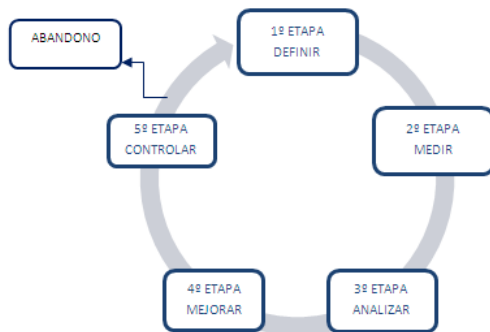 ABANDONO
1º ETAPA
DEFINIR
2º ETAPA
MEDIR
3º ETAPA
ANALIZAR
4º ETAPA
MEJORAR
5º ETAPA
CONTROLAR